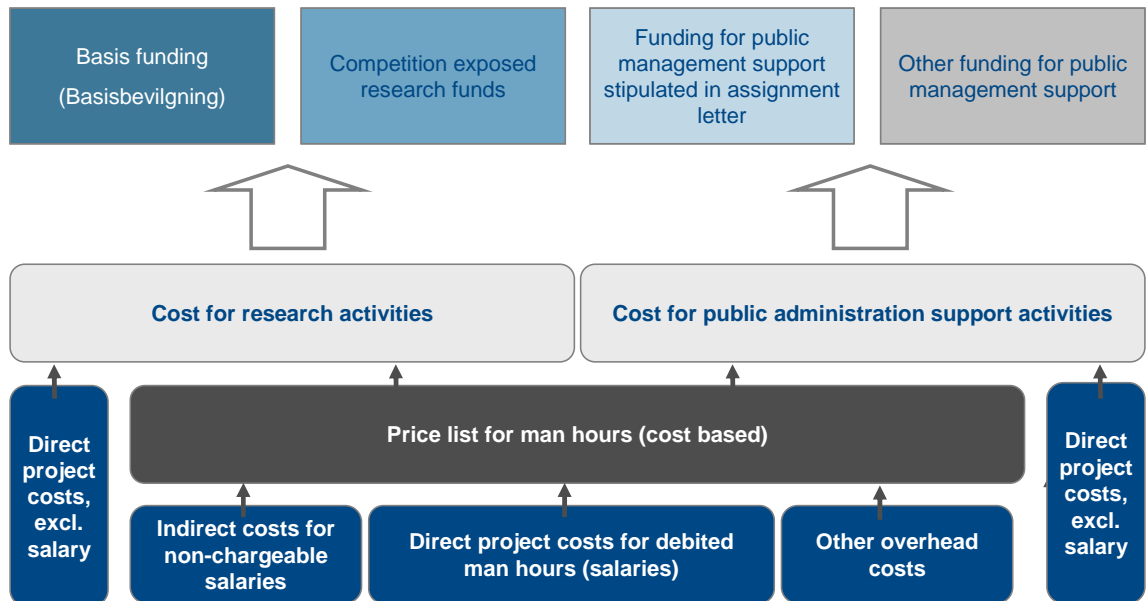 Basis funding
(Basisbevilgning)
Competition exposed
research funds
Funding for public
management support
stipulated in assignment
letter
Other funding for public
management support
Cost for research activities
Cost for public administration support activities
Direct
project
costs,
excl.
salary
Price list for man hours (cost based)
Direct
project
costs,
excl.
salary
Indirect costs for
non-chargeable
salaries
Direct project costs for debited
man hours (salaries)
Other overhead
costs